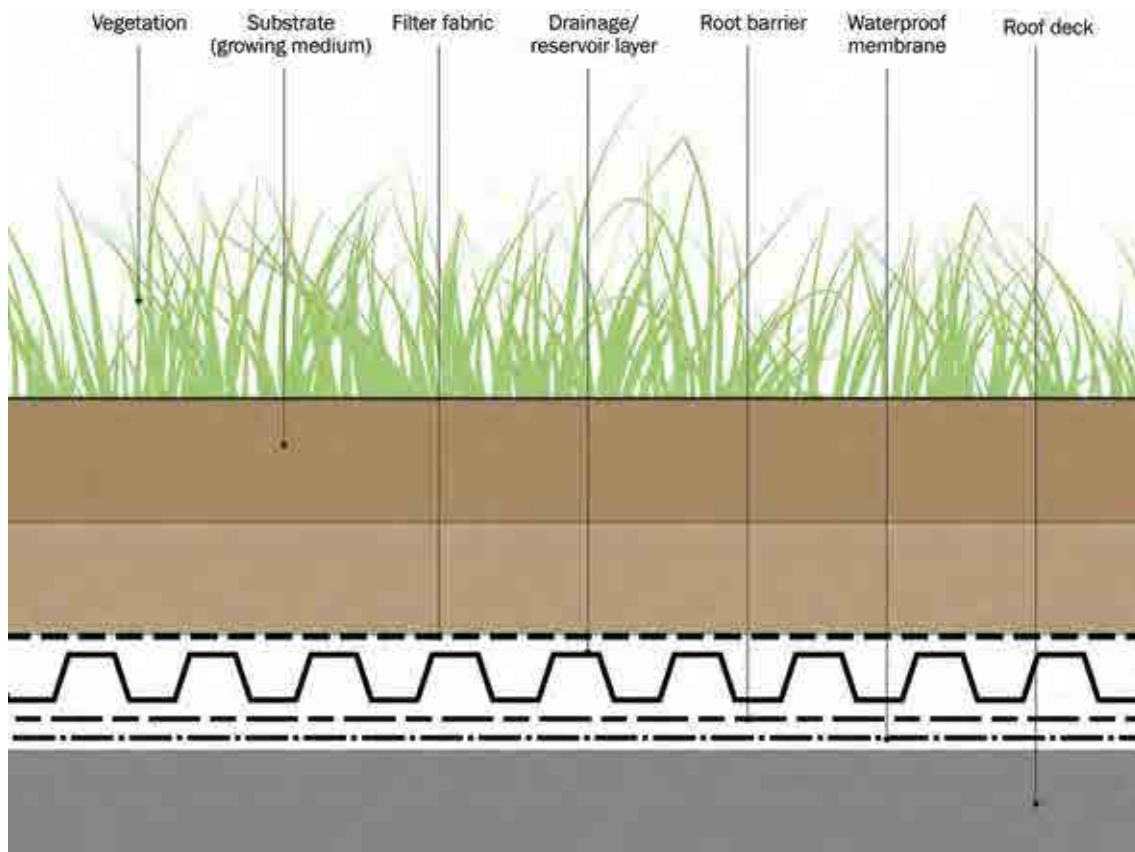 Vegetation
Substrate
(growing medium)
Filter fabric
Drainage/
reservoir layer
Root barrier
Waterproof
membrane
Roof deck